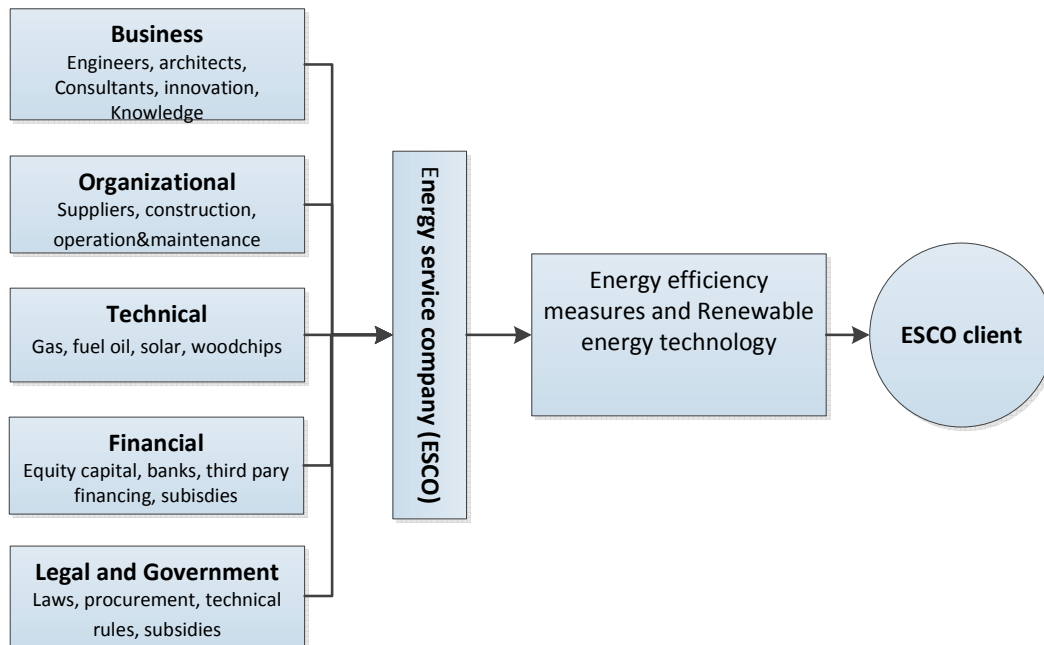 Business
Engineers, architects,
Consultants, innovation,
Knowledge
Organizational
Suppliers, construction,
operation&maintenance
Technical
Gas, fuel oil, solar, woodchips
Financial
Equity capital, banks, third pary
financing, subisdies
Legal and Government
Laws, procurement, technical
rules, subsidies
Energy service company (ESCO)
Energy efficiency
measures and Renewable
energy technology
ESCO client